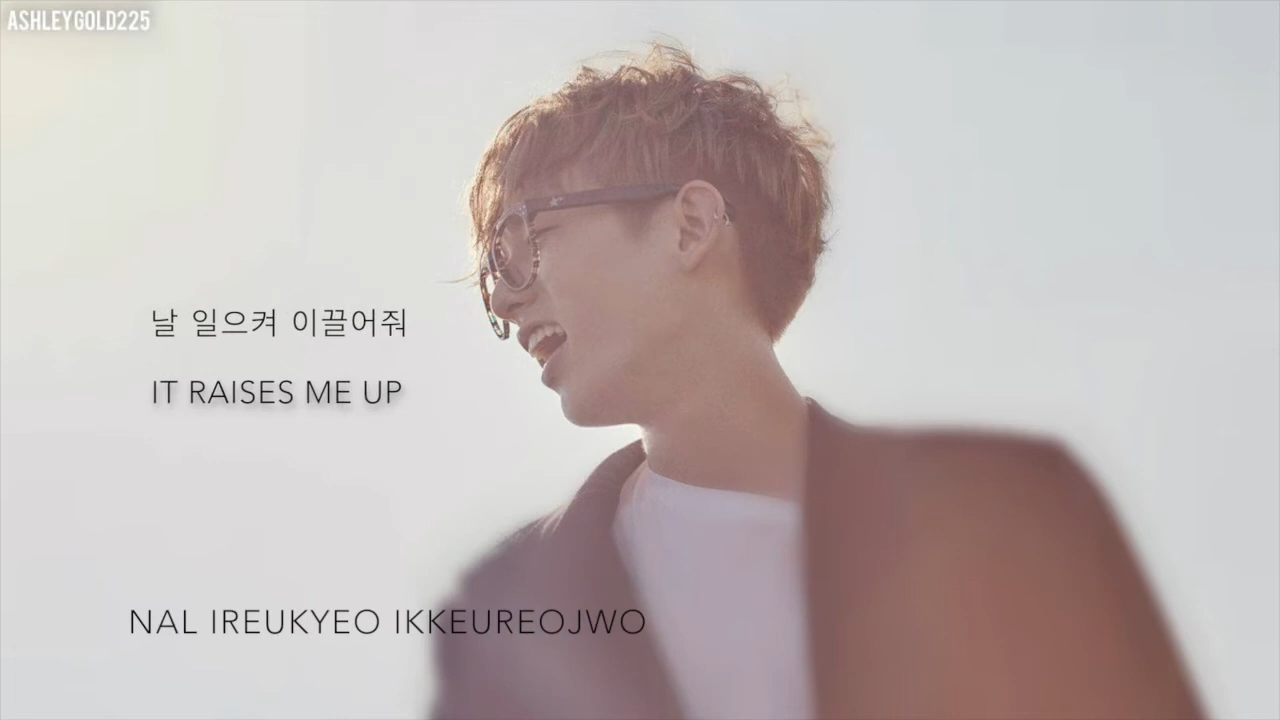 ASHLEYGOLD225
날 일으켜 이끌어줘
IT RAISES ME UP
NAL IREUKYEO IKKEUREOJWO